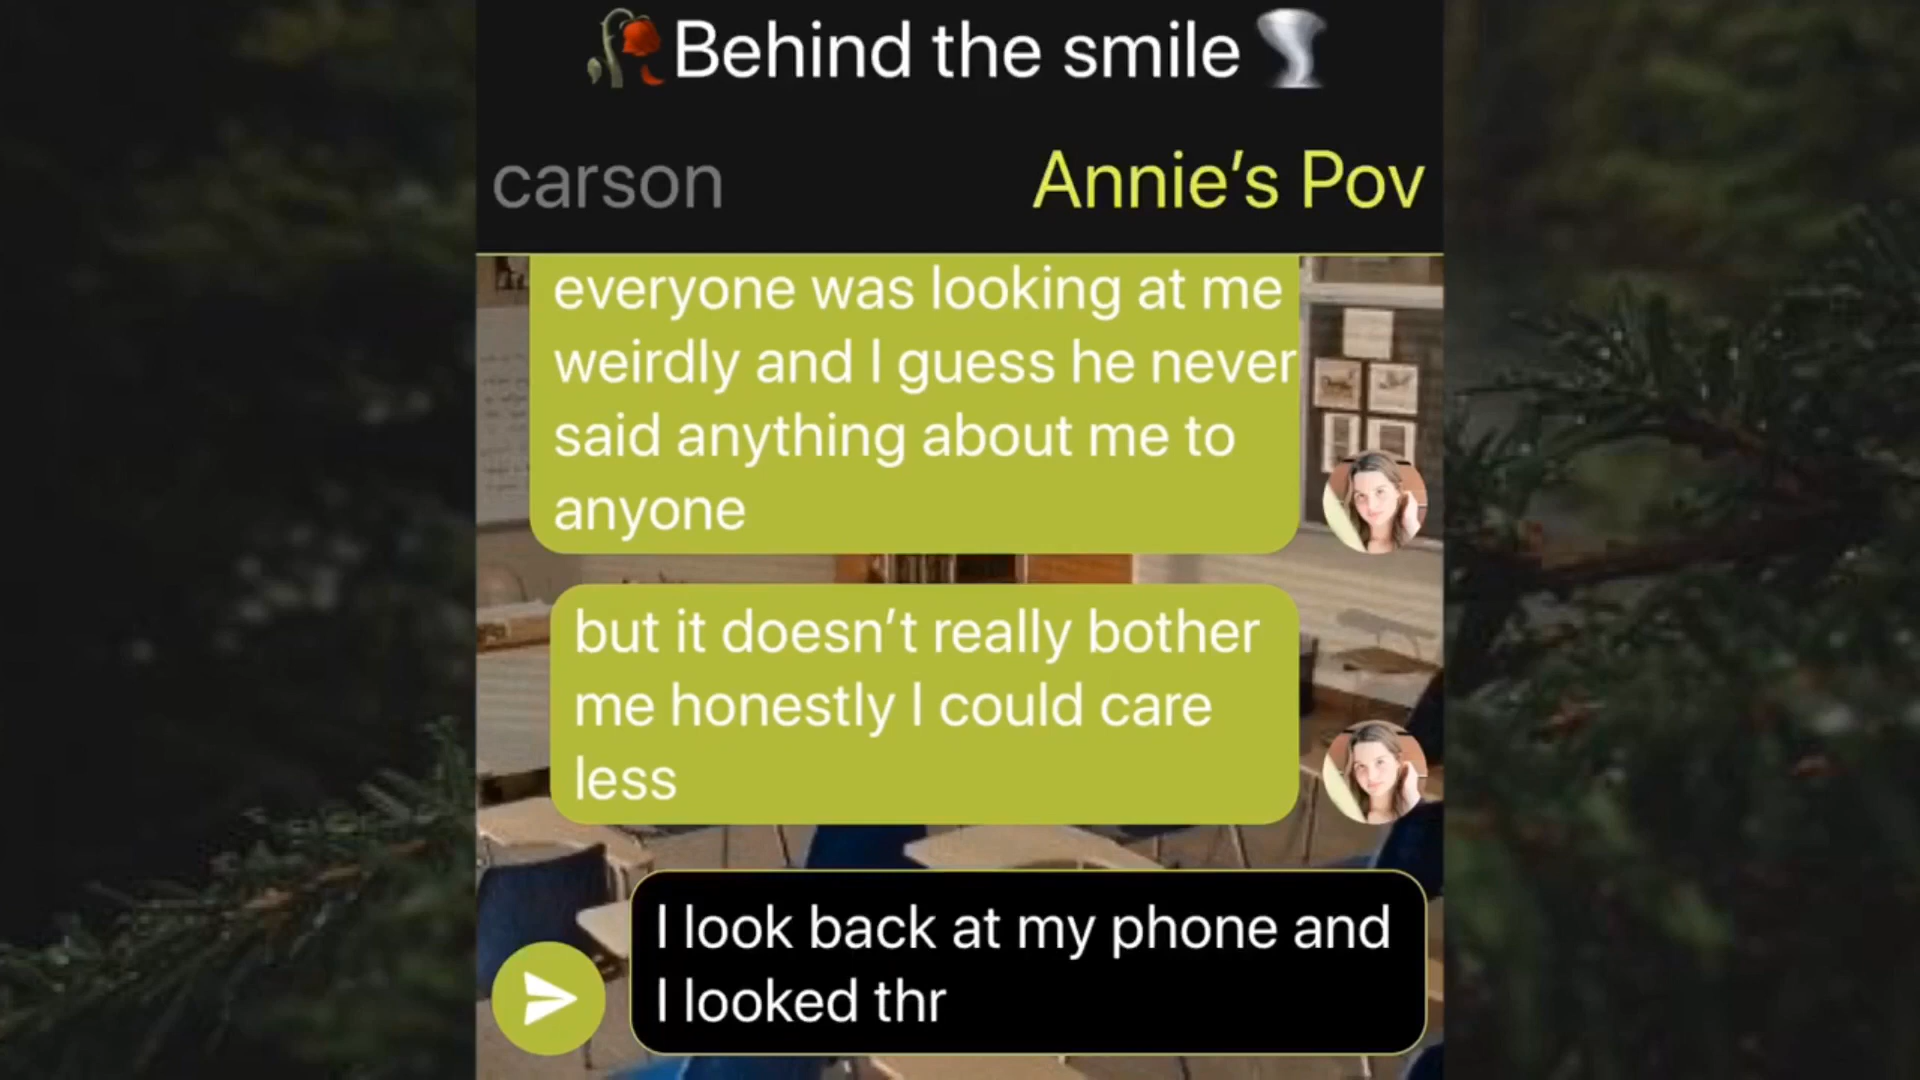 🥀Behind the smile🌪
carson Annie’s Pov
everyone was looking at me
weirdly and I guess he never
said anything about me to
anyone
but it doesn’t really bother
me honestly I could care
less
I look back at my phone and
I looked thr